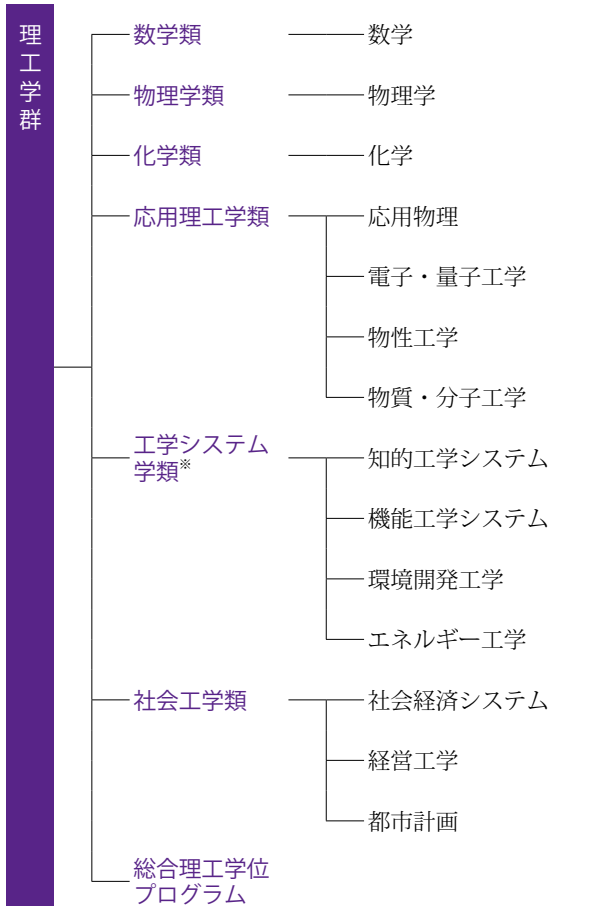 理工学群
数学類
数学
物理学類
物理学
化学類
化学
応用理工学類
応用物理
電子・量子工学
物性工学
物質・分子工学
工学システム
学類※
知的工学システム
機能工学システム
環境開発工学
エネルギー工学
社会工学類
社会経済システム
経営工学
都市計画
総合理工学位
プログラム